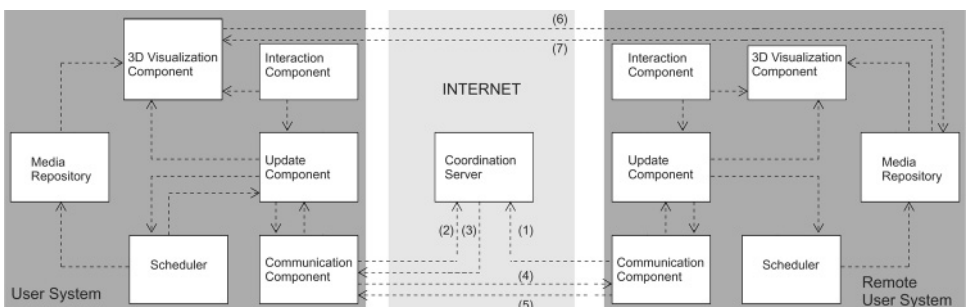 (6)
(7)
3D Visualization
Component
Interaction
Component
INTERNET
Interaction
Component
3D Visualization
Component
Media
Repository
Update
Component
Coordination
Server
Update
Component
Media
Repository
(2)
(3)
(1)
Scheduler
Communication
Component
(4)
(5)
Communication
Component
Scheduler
User System
Remote
User System